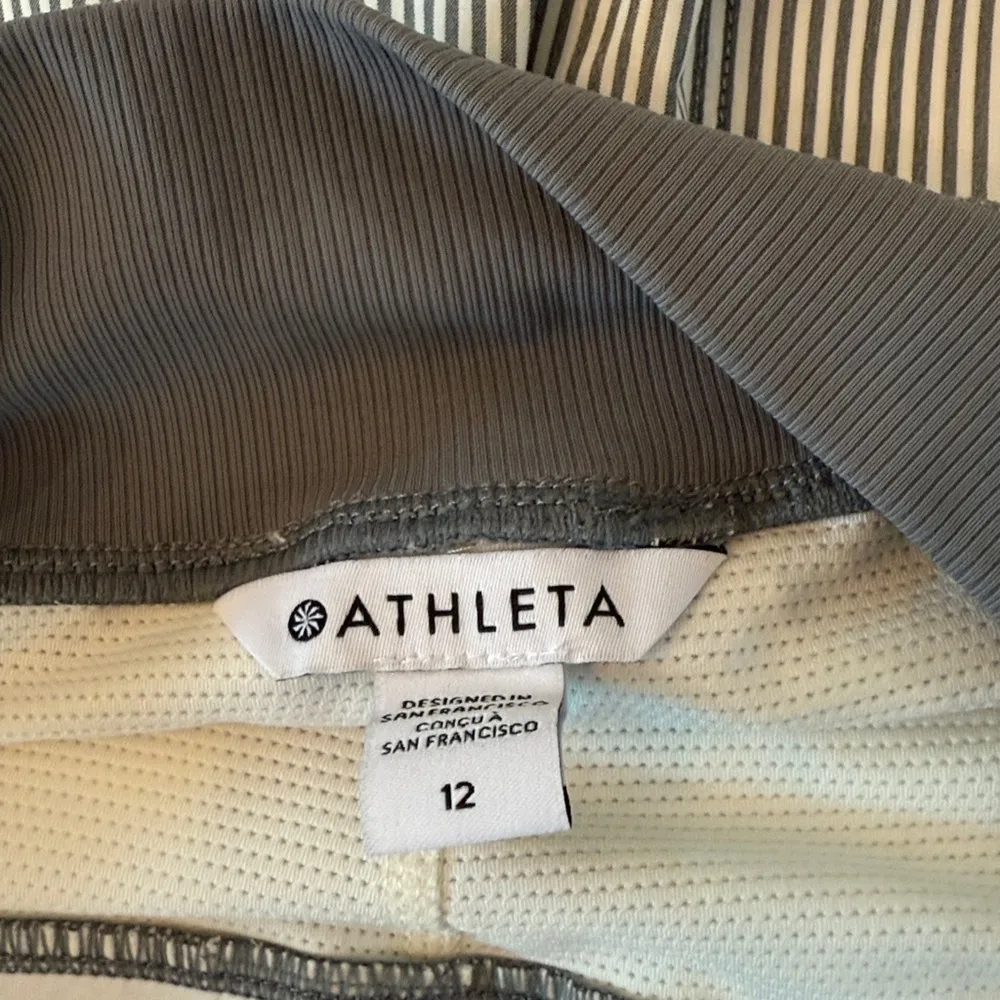 ATHLETA
DESIGNED IN
SAN FRANCISCO
CONÇU À
SAN FRANCISCO
12